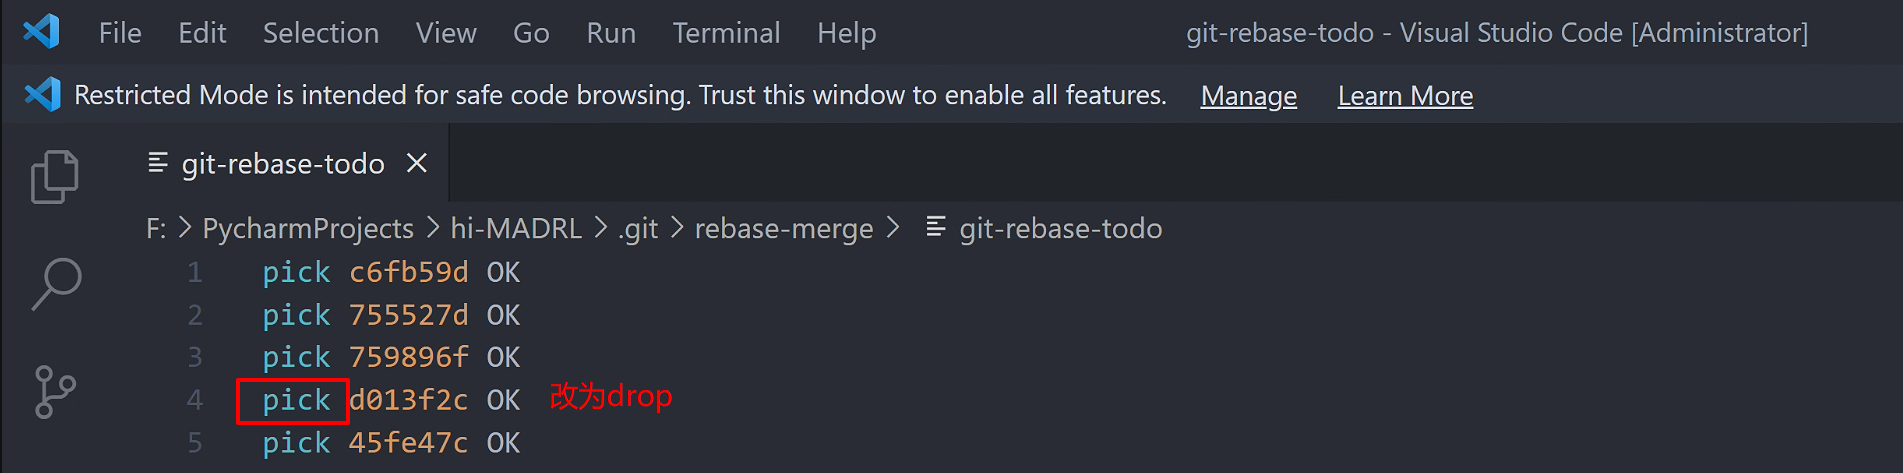 File Edit Selection View Go Run Terminal Help git-rebase-todo - Visual Studio Code [Administrator]
Restricted Mode is intended for safe code browsing. Trust this window to enable all features. Manage Learn More
git-rebase-todo
F: > PycharmProjects > hi-MADRL > .git > rebase-merge > git-rebase-todo
1 pick c6fb59d OK
2 pick 755527d OK
3 pick 759896f OK
4 pick d013f2c OK 改为drop
5 pick 45fe47c OK